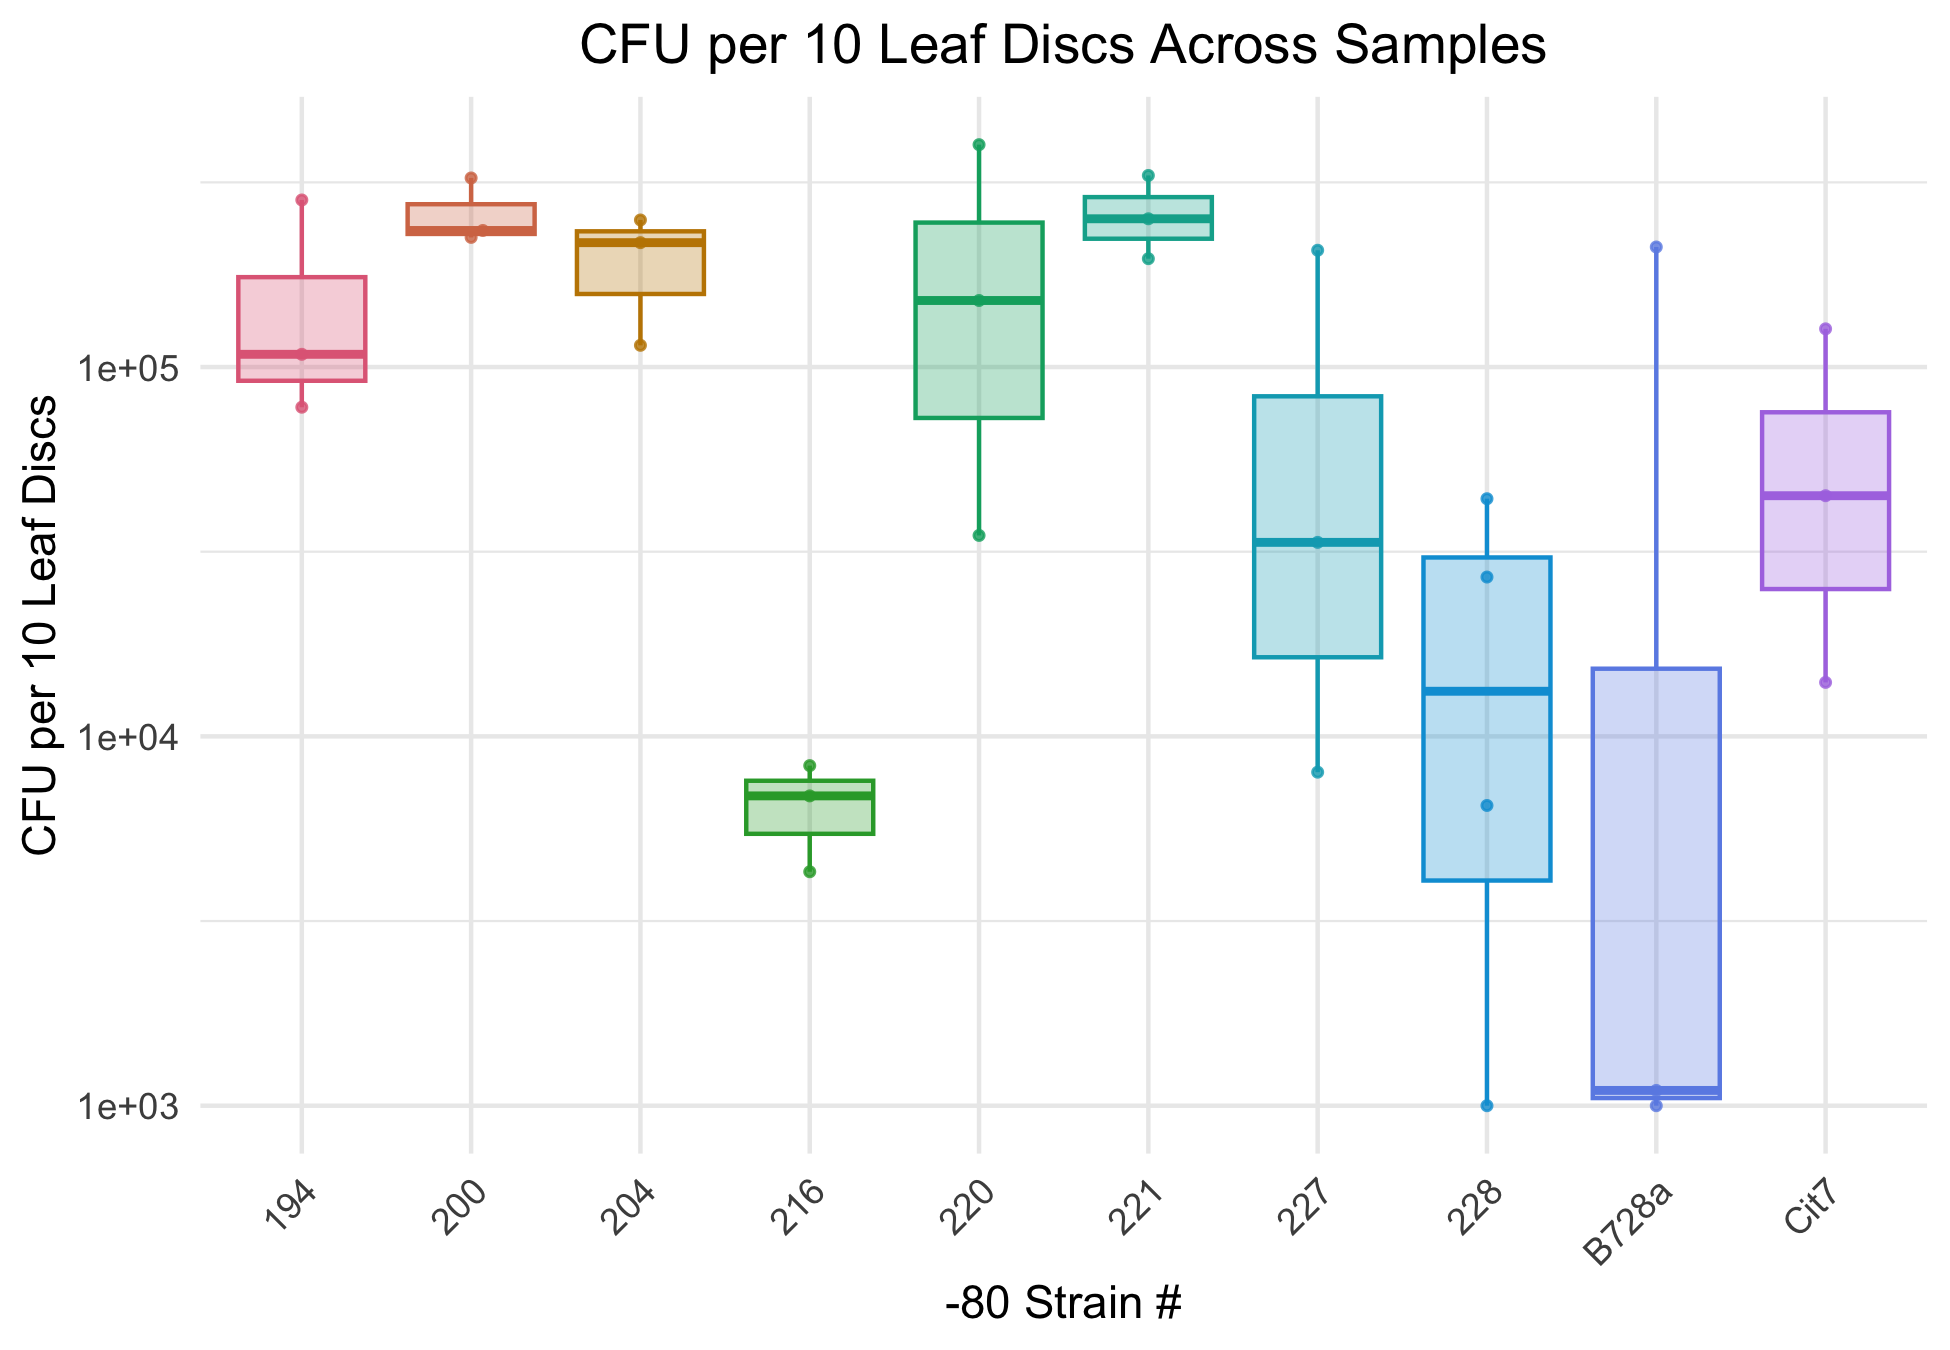 CFU per 10 Leaf Discs Across Samples
CFU per 10 Leaf Discs
1e+05
1e+04
1e+03
194
200
204
216
220
221
227
228
B728a
Cit7
-80 Strain #